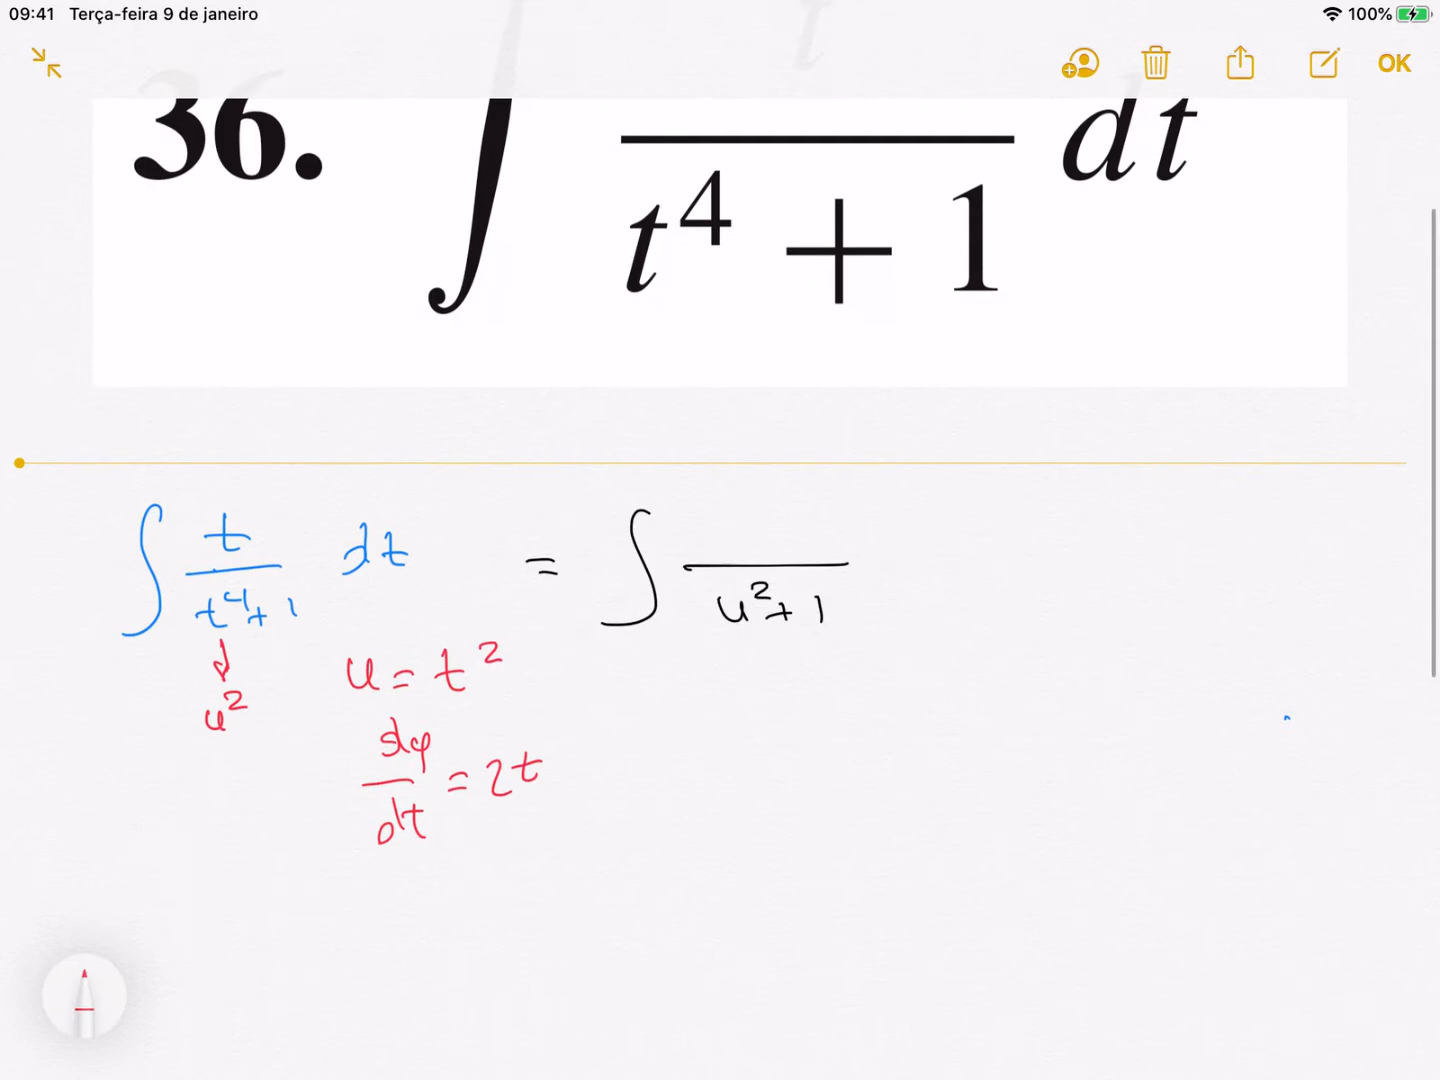 09:41 Terça-feira 9 de janeiro 100%
OK
36. ∫ ― dt
t⁴ + 1
∫ t/(t⁴+1) dt = ∫ ―/(u²+1)
u²
u = t²
du/dt = 2t